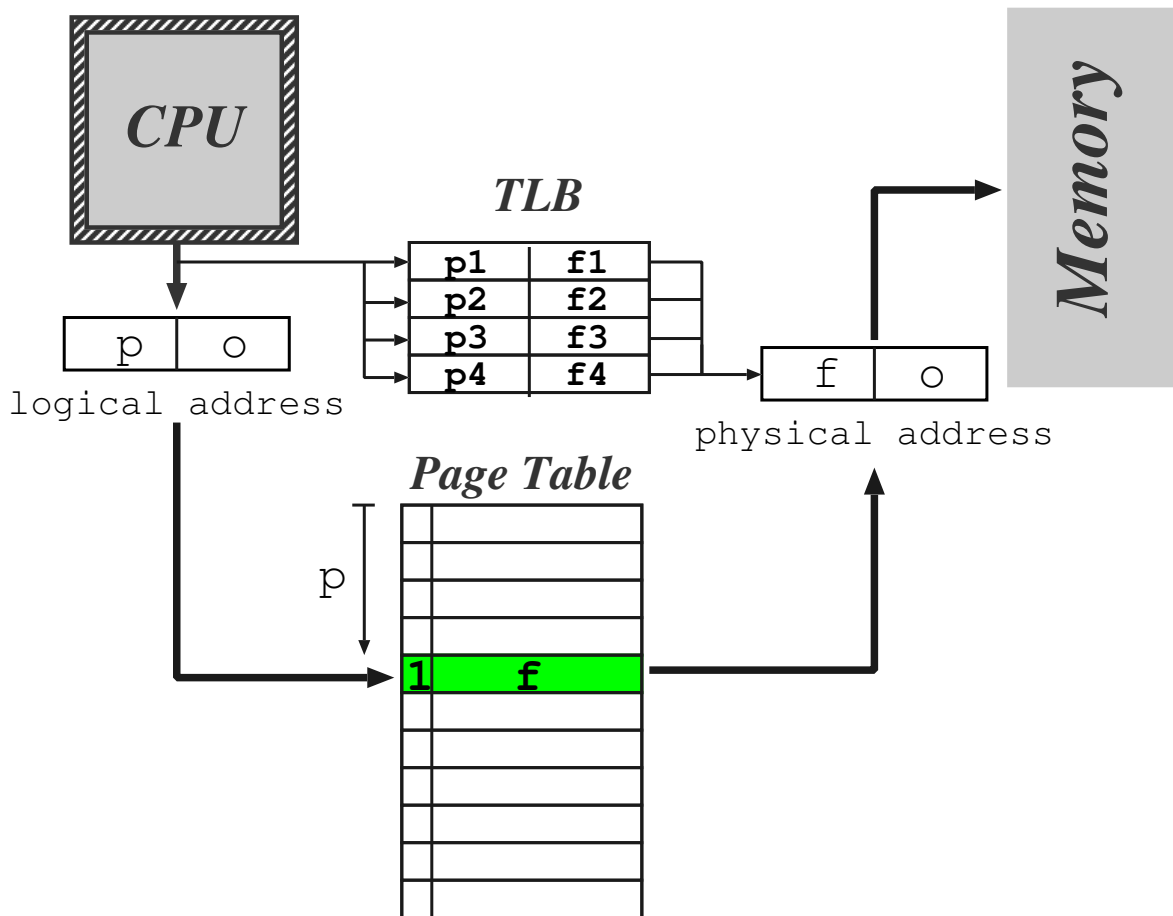 CPU
Memory
TLB
p1 f1
p2 f2
p3 f3
p4 f4
p o
logical address
f o
physical address
Page Table
p
1 f